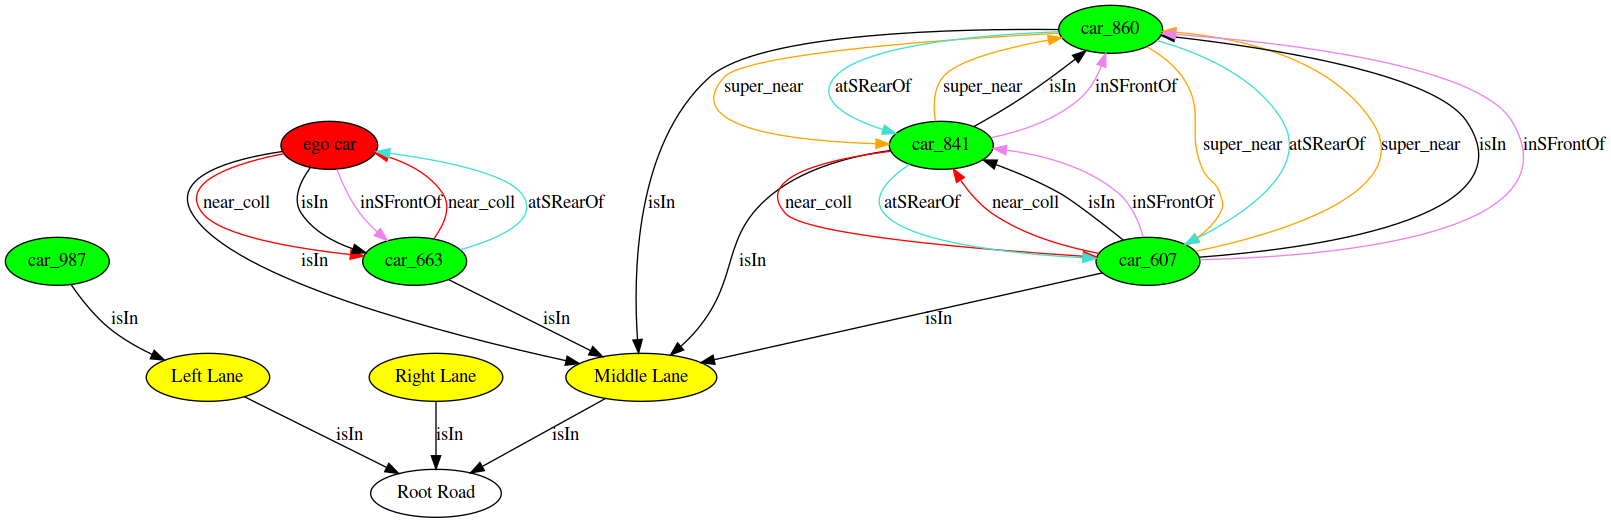 car_860
super_near
atSRearOf
super_near
isIn
inSFrontOf
ego car
car_841
super_near
atSRearOf
super_near
isIn
inSFrontOf
near_coll
isIn
inSFrontOf
near_coll
atSRearOf
isIn
near_coll
atSRearOf
near_coll
isIn
inSFrontOf
car_987
isIn
car_663
isIn
car_607
isIn
isIn
isIn
Left Lane
Right Lane
Middle Lane
isIn
isIn
isIn
Root Road